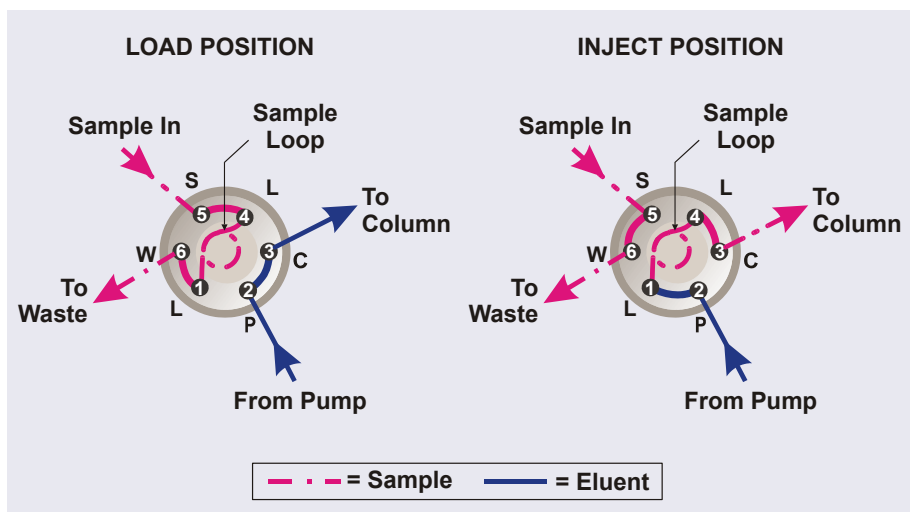 LOAD POSITION
Sample
Loop
Sample In
S
L
5
4
To
Column
6
3
W
C
1
2
To
Waste
L
P
From Pump
INJECT POSITION
Sample
Loop
Sample In
S
L
5
4
To
Column
6
3
W
C
1
2
To
Waste
L
P
From Pump
= Sample
= Eluent